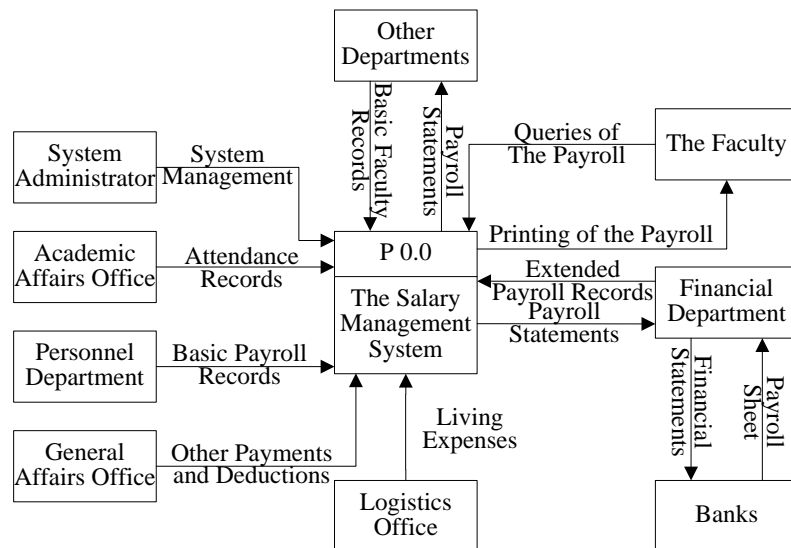 Other
Departments
Basic Faculty
Records
Payroll
Statements
System
Administrator
System
Management
Queries of
The Payroll
The Faculty
Academic
Affairs Office
Attendance
Records
P 0.0
The Salary
Management
System
Printing of the Payroll
Extended
Payroll Records
Payroll
Statements
Financial
Department
Personnel
Department
Basic Payroll
Records
Financial
Statements
Payroll
Sheet
General
Affairs Office
Other Payments
and Deductions
Living
Expenses
Logistics
Office
Banks